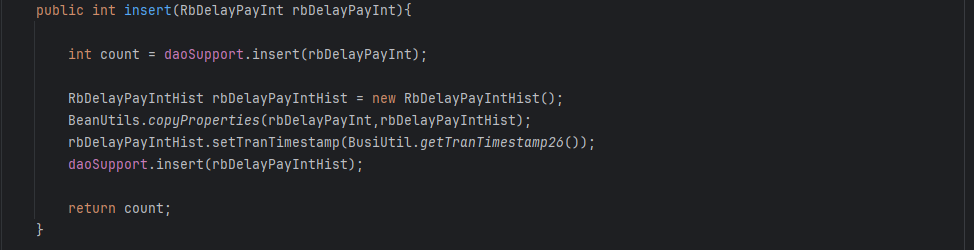 public int insert(RbDelayPayInt rbDelayPayInt){
int count = daoSupport.insert(rbDelayPayInt);
RbDelayPayIntHist rbDelayPayIntHist = new RbDelayPayIntHist();
BeanUtils.copyProperties(rbDelayPayInt,rbDelayPayIntHist);
rbDelayPayIntHist.setTranTimestamp(BusiUtil.getTranTimestamp26());
daoSupport.insert(rbDelayPayIntHist);
return count;
}